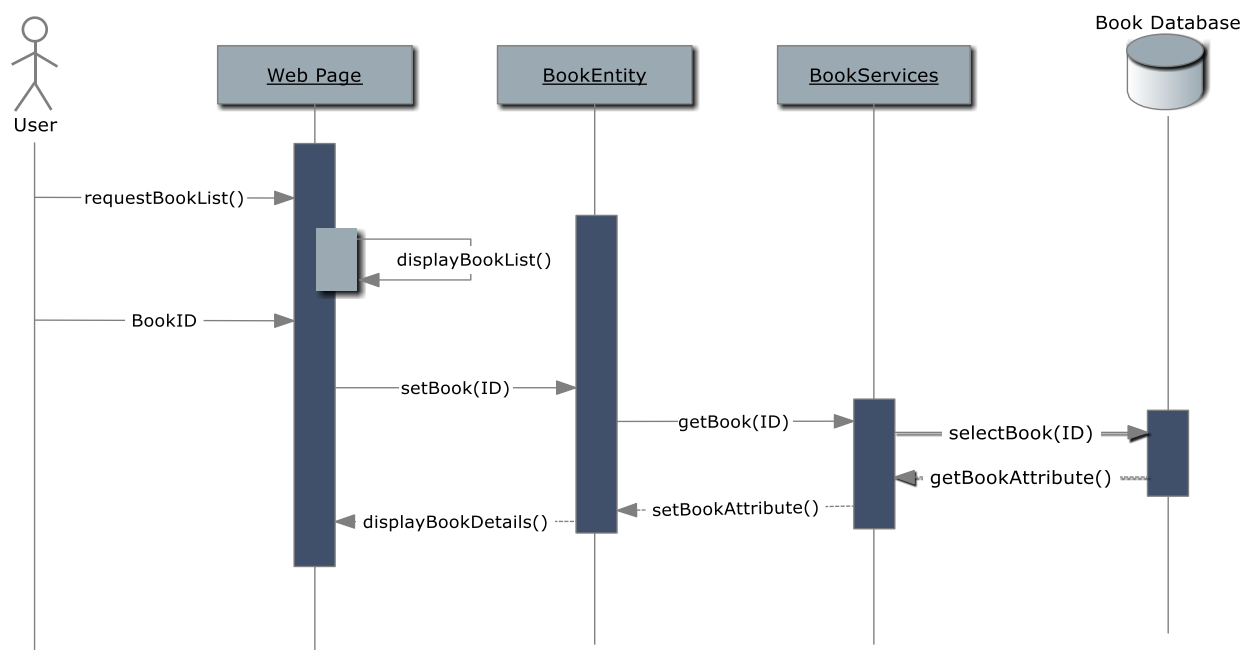 Book Database
Web Page
BookEntity
BookServices
User
requestBookList()
displayBookList()
BookID
setBook(ID)
getBook(ID)
selectBook(ID)
getBookAttribute()
setBookAttribute()
displayBookDetails()